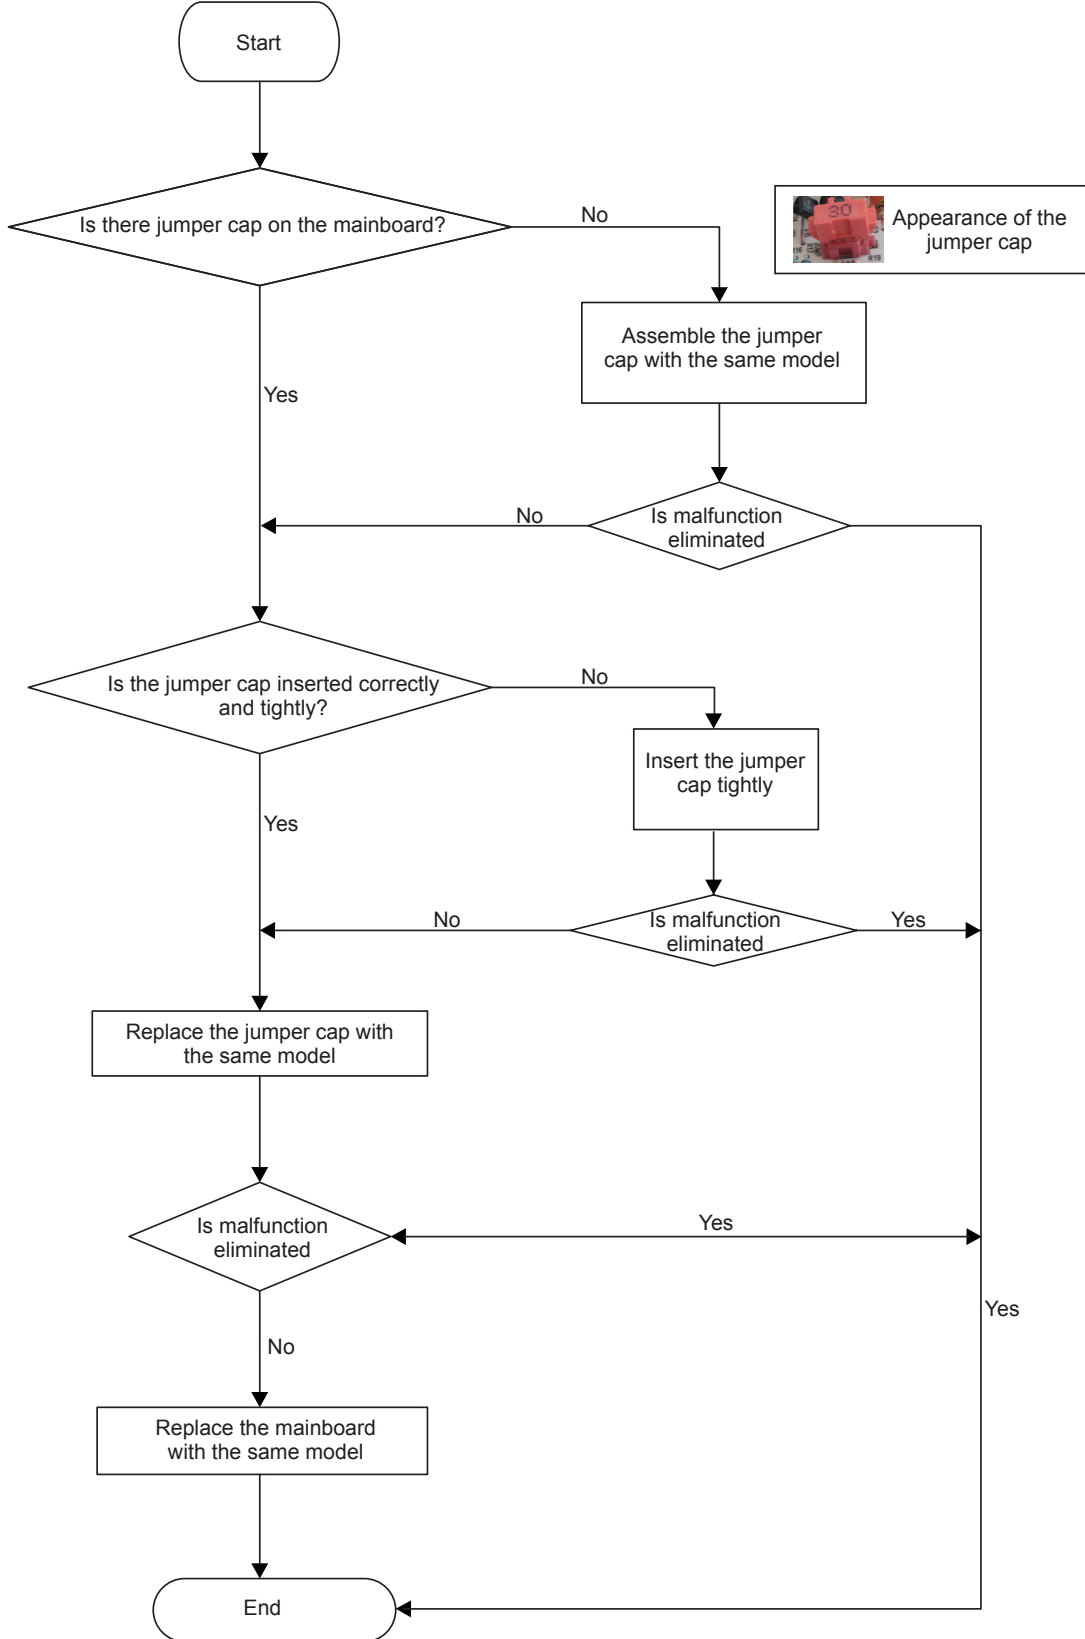 Start
Is there jumper cap on the mainboard?
No
30
R19
Appearance of the
jumper cap
Assemble the jumper
cap with the same model
Yes
No
Is malfunction
eliminated
Is the jumper cap inserted correctly
and tightly?
No
Insert the jumper
cap tightly
Yes
No
Is malfunction
eliminated
Yes
Replace the jumper cap with
the same model
Is malfunction
eliminated
Yes
Yes
No
Replace the mainboard
with the same model
End